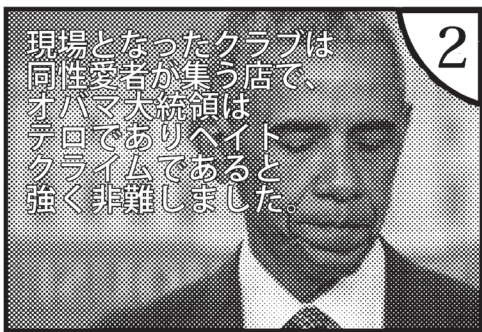 現場となったクラブは
同性愛者が集う店で、
オバマ大統領は
テロでありヘイト
クライムであると
強く非難しました。
2